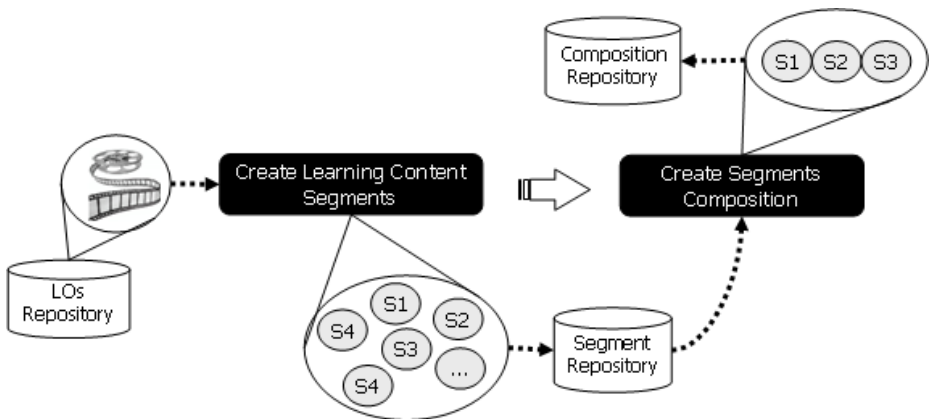 Composition
Repository
S1 S2 S3
Create Learning Content
Segments
Create Segments
Composition
LOs
Repository
S1
S2
S4
S3
...
S4
Segment
Repository